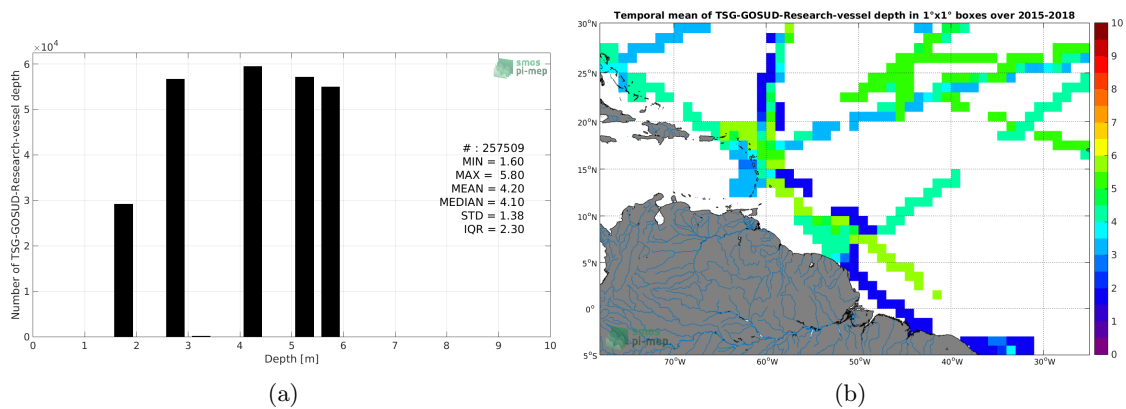 ×10⁴
6
5
4
3
2
1
0
0 1 2 3 4 5 6 7 8 9 10
Number of TSG-GOSUD-Research-vessel depth
Depth [m]
smos
pi-mep
# : 257509
MIN = 1.60
MAX = 5.80
MEAN = 4.20
MEDIAN = 4.10
STD = 1.38
IQR = 2.30
(a)
Temporal mean of TSG-GOSUD-Research-vessel depth in 1°x1° boxes over 2015-2018
30°N
25°N
20°N
15°N
10°N
5°N
0°
5°S
70°W 60°W 50°W 40°W 30°W
smos
pi-mep
10
9
8
7
6
5
4
3
2
1
0
(b)